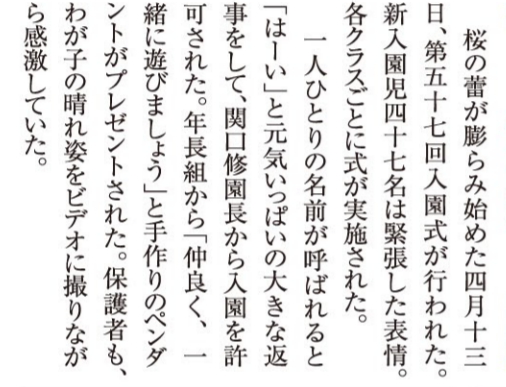 桜の蕾が膨らみ始めた四月十三
日、第五十七回入園式が行われた。
新入園児四十七名は緊張した表情。
各クラスごとに式が実施された。
　一人ひとりの名前が呼ばれると
「はーい」と元気いっぱいの大きな返
事をして、関口修園長から入園を許
可された。年長組から「仲良く、一
緒に遊びましょう」と手作りのペンダ
ントがプレゼントされた。保護者も、
わが子の晴れ姿をビデオに撮りなが
ら感激していた。